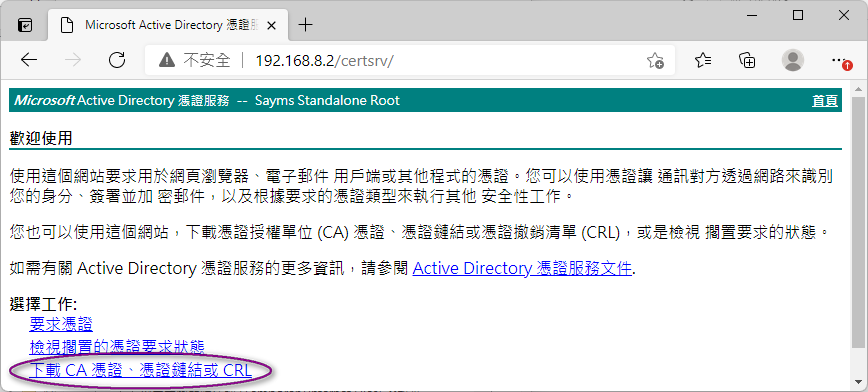 Microsoft Active Directory 憑證服
不安全 | 192.168.8.2/certsrv/
Microsoft Active Directory 憑證服務 -- Sayms Standalone Root 首頁
歡迎使用
使用這個網站要求用於網頁瀏覽器、電子郵件 用戶端或其他程式的憑證。您可以使用憑證讓 通訊對方透過網路來識別
您的身分、簽署並加 密郵件，以及根據要求的憑證類型來執行其他 安全性工作。
您也可以使用這個網站，下載憑證授權單位 (CA) 憑證、憑證鏈結或憑證撤銷清單 (CRL)，或是檢視 擱置要求的狀態。
如需有關 Active Directory 憑證服務的更多資訊，請參閱 Active Directory 憑證服務文件.
選擇工作:
要求憑證
檢視擱置的憑證要求狀態
下載 CA 憑證、憑證鏈結或 CRL